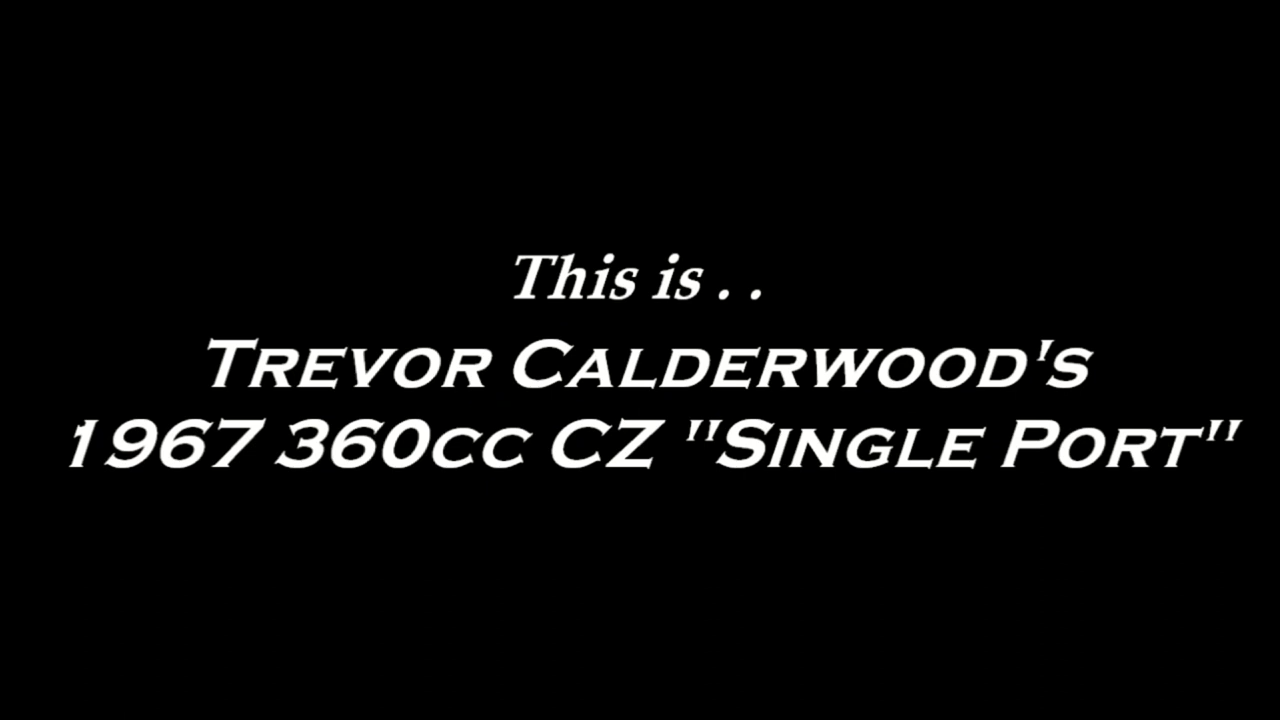 This is . .
Trevor Calderwood's
1967 360cc CZ "Single Port"